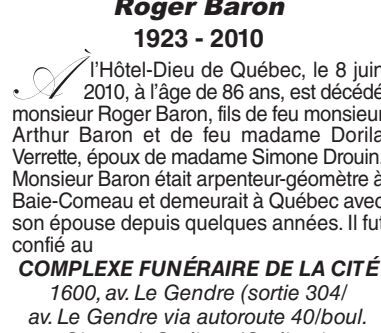 Roger Baron
1923 - 2010
À l'Hôtel-Dieu de Québec, le 8 juin
2010, à l'âge de 86 ans, est décédé
monsieur Roger Baron, fils de feu monsieur
Arthur Baron et de feu madame Dorila
Verrette, époux de madame Simone Drouin.
Monsieur Baron était arpenteur-géomètre à
Baie-Comeau et demeurait à Québec avec
son épouse depuis quelques années. Il fut
confié au
COMPLEXE FUNÉRAIRE DE LA CITÉ
1600, av. Le Gendre (sortie 304/
av. Le Gendre via autoroute 40/boul.